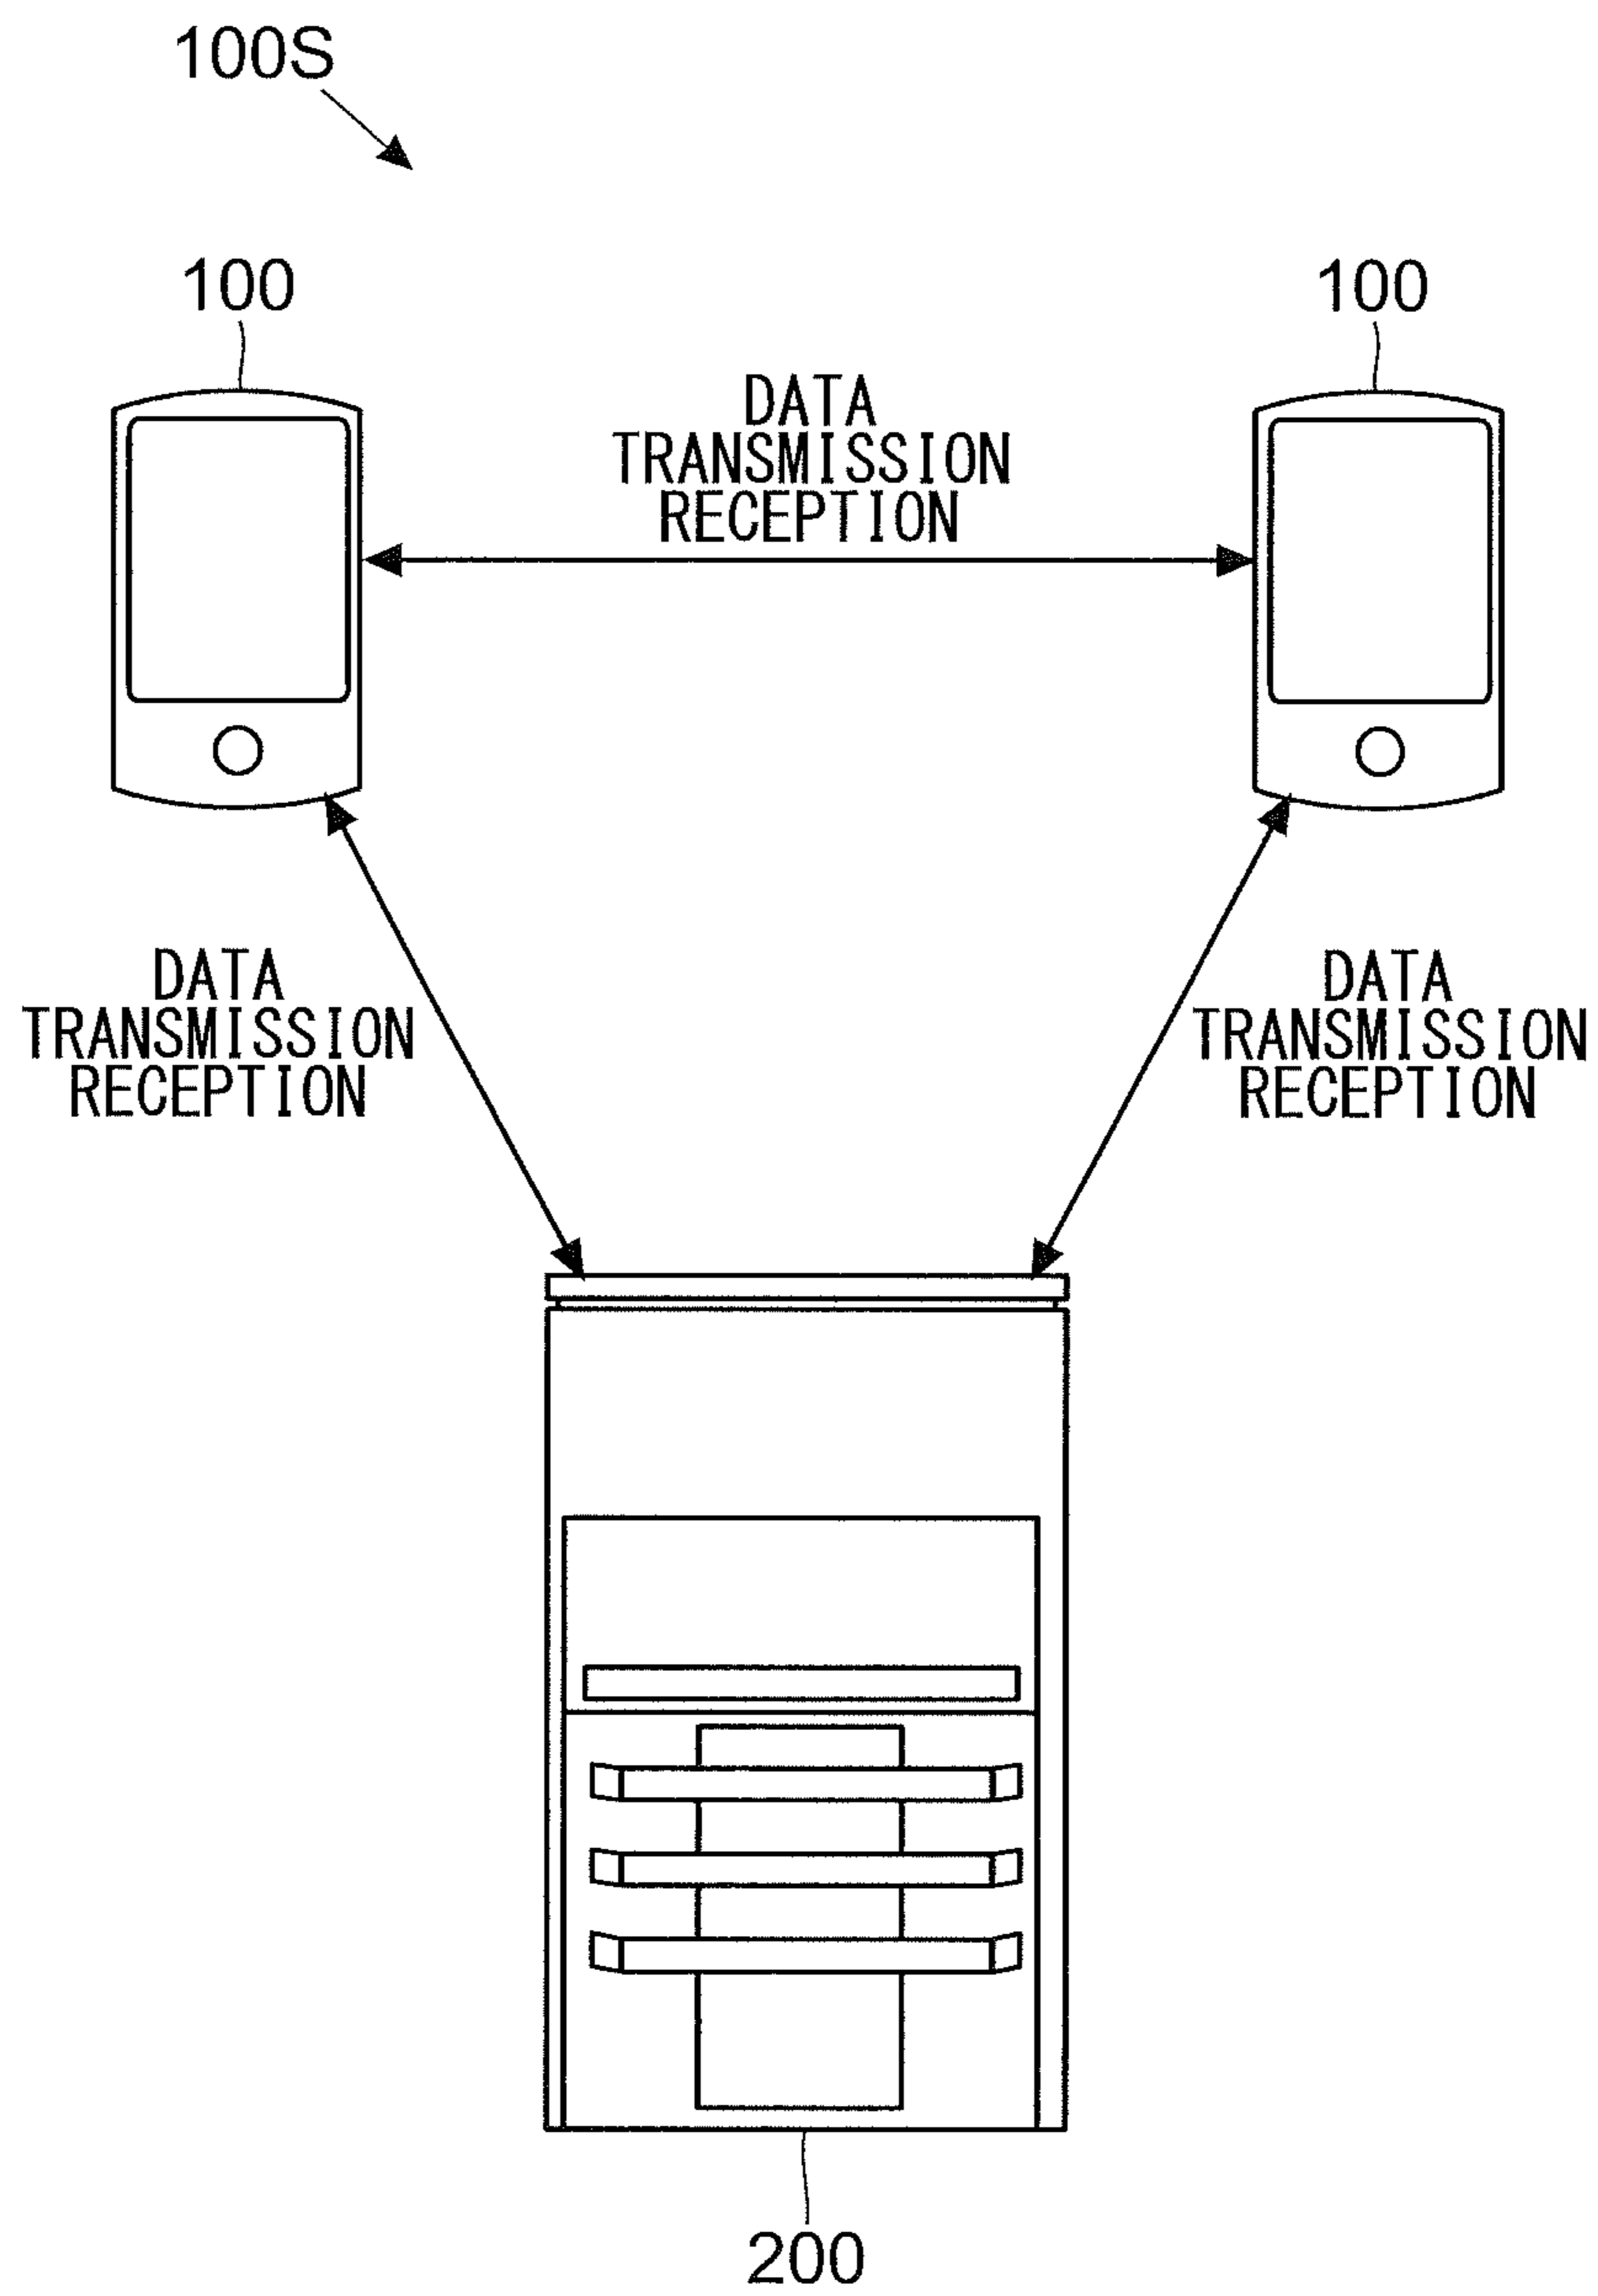 100S
100
100
DATA
TRANSMISSION
RECEPTION
DATA
TRANSMISSION
RECEPTION
DATA
TRANSMISSION
RECEPTION
200